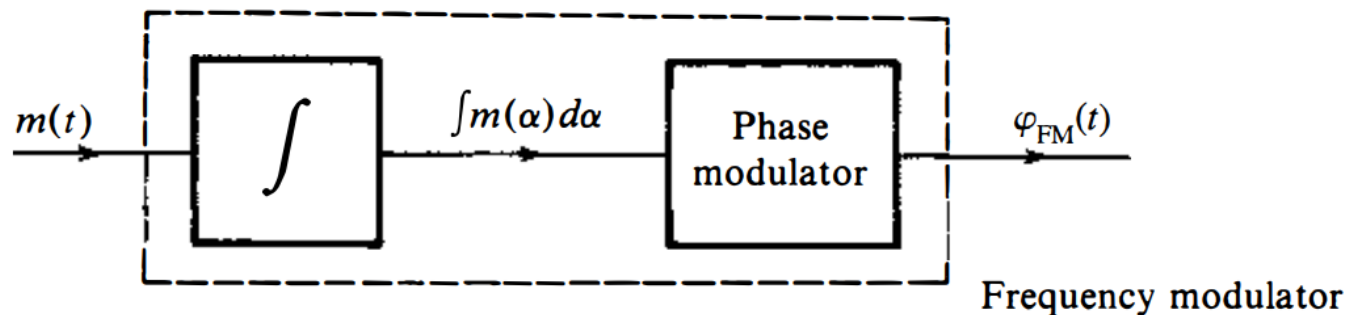 m(t)
∫
∫m(α)dα
Phase
modulator
φ_FM(t)
Frequency modulator